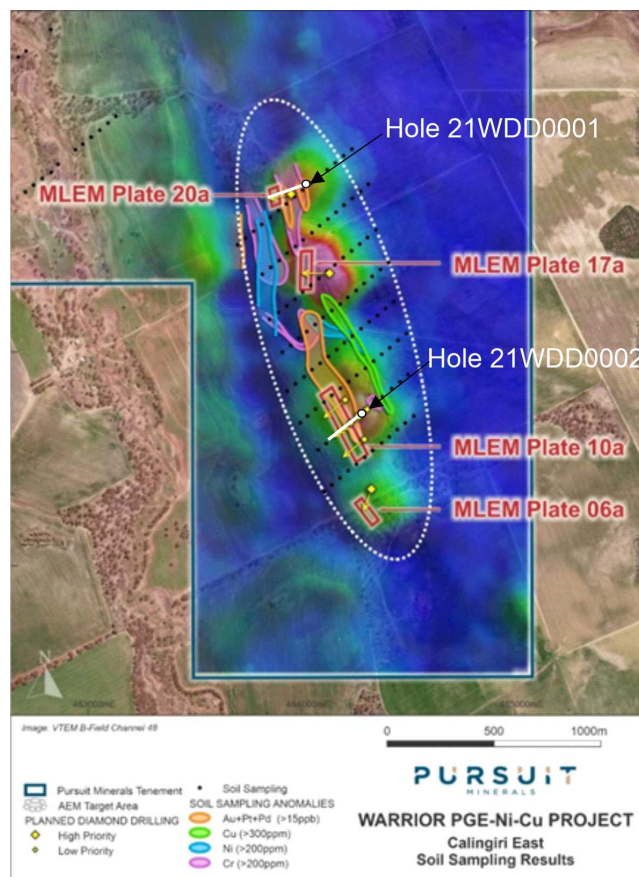 Hole 21WDD0001
MLEM Plate 20a
MLEM Plate 17a
Hole 21WDD0002
MLEM Plate 10a
MLEM Plate 06a
463000mE
464000mE
465000mE
N
Image: VTEM B-Field Channel 48
0 500 1000m
Pursuit Minerals Tenement
AEM Target Area
PLANNED DIAMOND DRILLING
High Priority
Low Priority
Soil Sampling
SOIL SAMPLING ANOMALIES
Au+Pt+Pd (>15ppb)
Cu (>300ppm)
Ni (>200ppm)
Cr (>200ppm)
PURSUIT
MINERALS
WARRIOR PGE-Ni-Cu PROJECT
Calingiri East
Soil Sampling Results